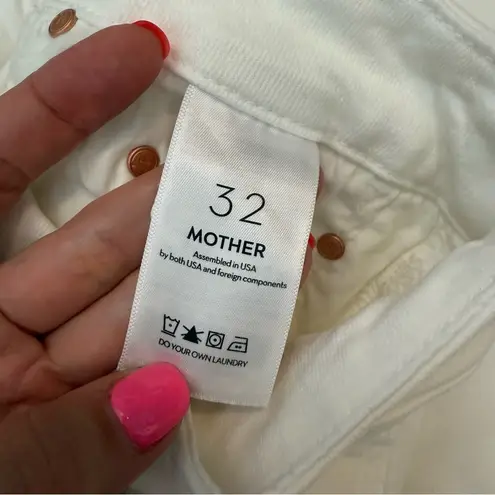 32
MOTHER
Assembled in USA
by both USA and foreign components
DO YOUR OWN LAUNDRY